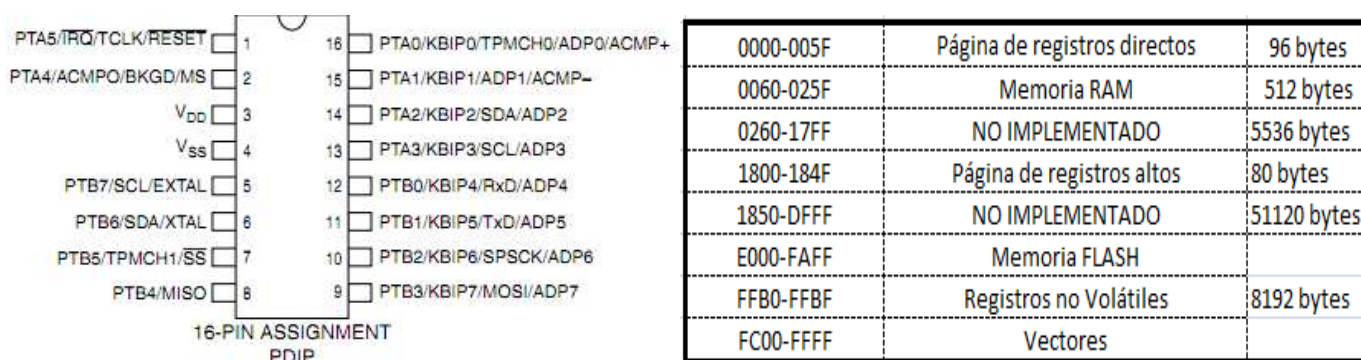 PTA5/IRQ/TCLK/RESET 1
16 PTA0/KBIP0/TPMCH0/ADP0/ACMP+
PTA4/ACMPO/BKGD/MS 2
15 PTA1/KBIP1/ADP1/ACMP–
VDD 3
14 PTA2/KBIP2/SDA/ADP2
VSS 4
13 PTA3/KBIP3/SCL/ADP3
PTB7/SCL/EXTAL 5
12 PTB0/KBIP4/RxD/ADP4
PTB6/SDA/XTAL 6
11 PTB1/KBIP5/TxD/ADP5
PTB5/TPMCH1/SS 7
10 PTB2/KBIP6/SPSCK/ADP6
PTB4/MISO 8
9 PTB3/KBIP7/MOSI/ADP7
16-PIN ASSIGNMENT
PDIP
0000-005F Página de registros directos 96 bytes
0060-025F Memoria RAM 512 bytes
0260-17FF NO IMPLEMENTADO 5536 bytes
1800-184F Página de registros altos 80 bytes
1850-DFFF NO IMPLEMENTADO 51120 bytes
E000-FAFF Memoria FLASH
FFB0-FFBF Registros no Volátiles 8192 bytes
FC00-FFFF Vectores